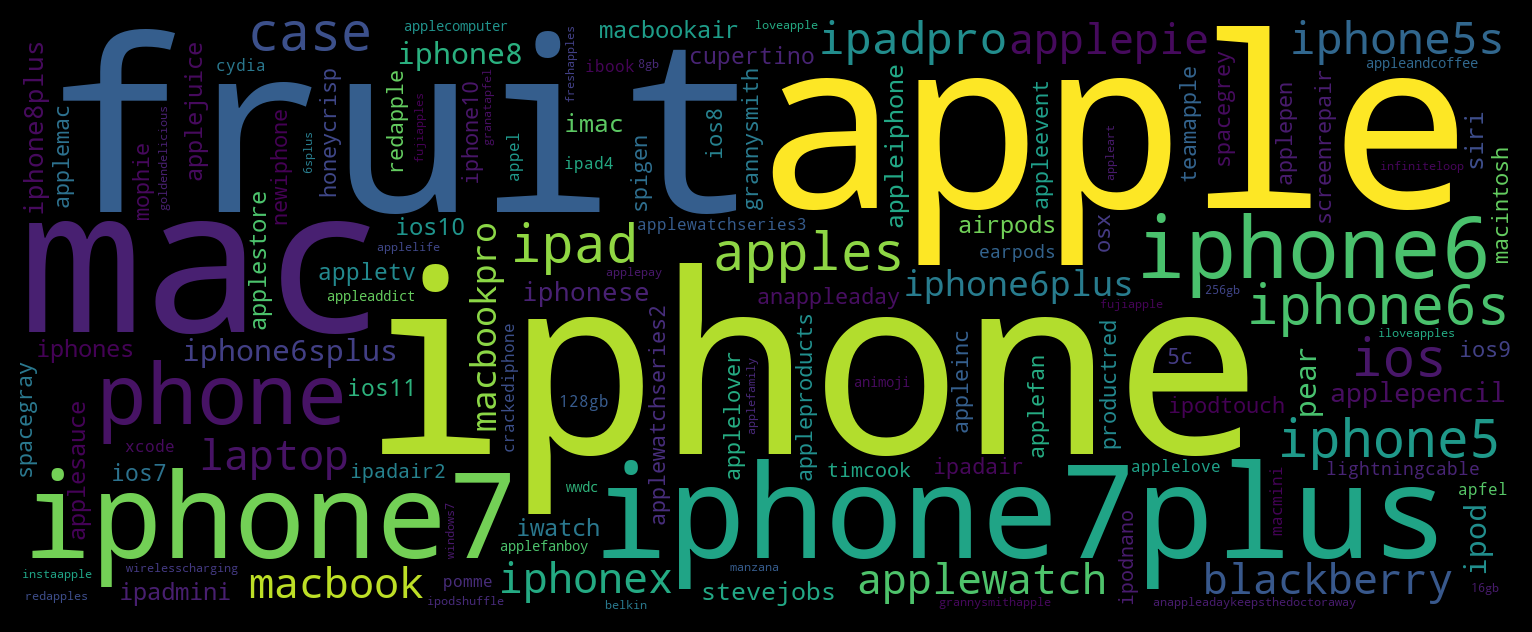 fruit
apple
iphone
mac
iphone7
iphone7plus
iphone6
phone
case
applecomputer
iphone8
macbookair
loveapple
cupertino
ipadpro
applepie
iphone5s
appleandcoffee
cydia
ibook
8gb
iphone8plus
applemac
mophie
goldendelicious
applejuice
newiphone
6splus
honeycrisp
redapple
fujiapples
iphone10
granatapfel
appel
freshapples
imac
ipad4
spigen
ios8
grannysmith
appleiphone
appleevent
appleart
teamapple
spacegrey
applepen
screenrepair
infiniteloop
siri
macintosh
applestore
ios10
applelife
appletv
appleaddict
macbookpro
ipad
applewatchseries3
apples
applepay
iphonese
anappleaday
airpods
earpods
osx
iphone6plus
fujiapple
256gb
iphone6s
iloveapples
iphones
iphone6splus
ios11
crackediphone
128gb
applewatchseries2
applelover
applefamily
appleproducts
animoji
appleinc
applefan
productred
5c
ipodtouch
pear
ios
ios9
applepencil
spacegray
applesauce
xcode
laptop
ios7
ipadair2
timcook
ipadair
applelove
iphone5
lightningcable
macmini
apfel
wwdc
iwatch
windows7
applefanboy
instaapple
wirelesscharging
redapples
ipadmini
macbook
pomme
ipodshuffle
iphonex
belkin
manzana
stevejobs
applewatch
grannysmithapple
ipodnano
blackberry
anappleadaykeepsthedoctoraway
ipod
16gb